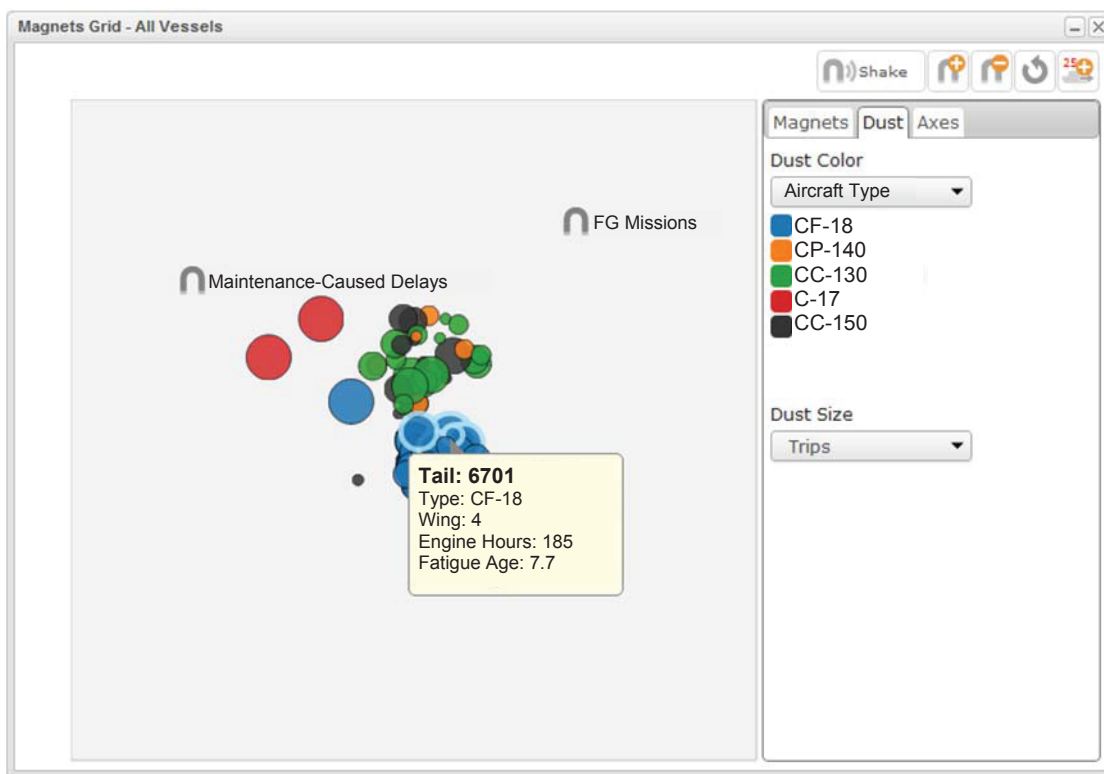 Magnets Grid - All Vessels
Shake
25
Magnets Dust Axes
Dust Color
Aircraft Type
FG Missions
CF-18
CP-140
Maintenance-Caused Delays
CC-130
C-17
CC-150
Dust Size
Trips
Tail: 6701
Type: CF-18
Wing: 4
Engine Hours: 185
Fatigue Age: 7.7